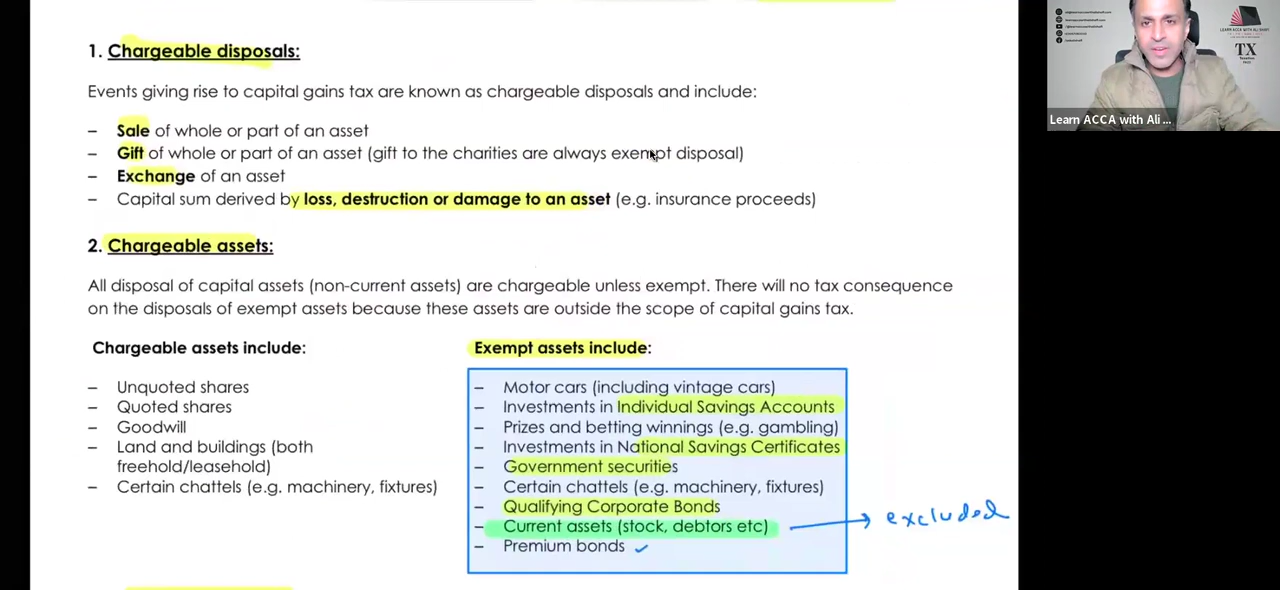 1. Chargeable disposals:
Events giving rise to capital gains tax are known as chargeable disposals and include:
– Sale of whole or part of an asset
– Gift of whole or part of an asset (gift to the charities are always exempt disposal)
– Exchange of an asset
– Capital sum derived by loss, destruction or damage to an asset (e.g. insurance proceeds)
2. Chargeable assets:
All disposal of capital assets (non-current assets) are chargeable unless exempt. There will no tax consequence
on the disposals of exempt assets because these assets are outside the scope of capital gains tax.
Chargeable assets include:
– Unquoted shares
– Quoted shares
– Goodwill
– Land and buildings (both
freehold/leasehold)
– Certain chattels (e.g. machinery, fixtures)
Exempt assets include:
– Motor cars (including vintage cars)
– Investments in Individual Savings Accounts
– Prizes and betting winnings (e.g. gambling)
– Investments in National Savings Certificates
– Government securities
– Certain chattels (e.g. machinery, fixtures)
– Qualifying Corporate Bonds
– Current assets (stock, debtors etc)
excluded
– Premium bonds
LEARN ACCA WITH ALI
TX
Learn ACCA with Ali ...